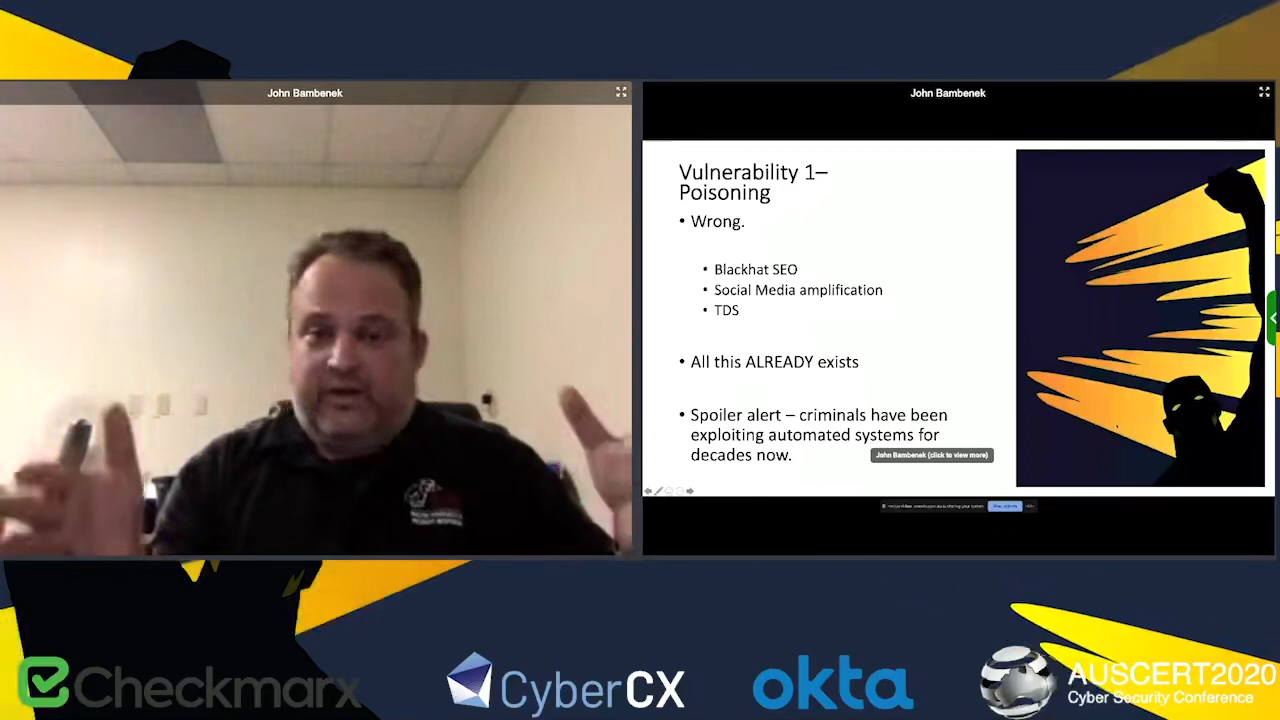 John Bambenek
John Bambenek
Vulnerability 1–
Poisoning
• Wrong.
• Blackhat SEO
• Social Media amplification
• TDS
• All this ALREADY exists
• Spoiler alert – criminals have been
exploiting automated systems for
decades now.
John Bambenek (click to view more)
Checkmarx
CyberCX
okta
AUSCERT2020
Cyber Security Conference